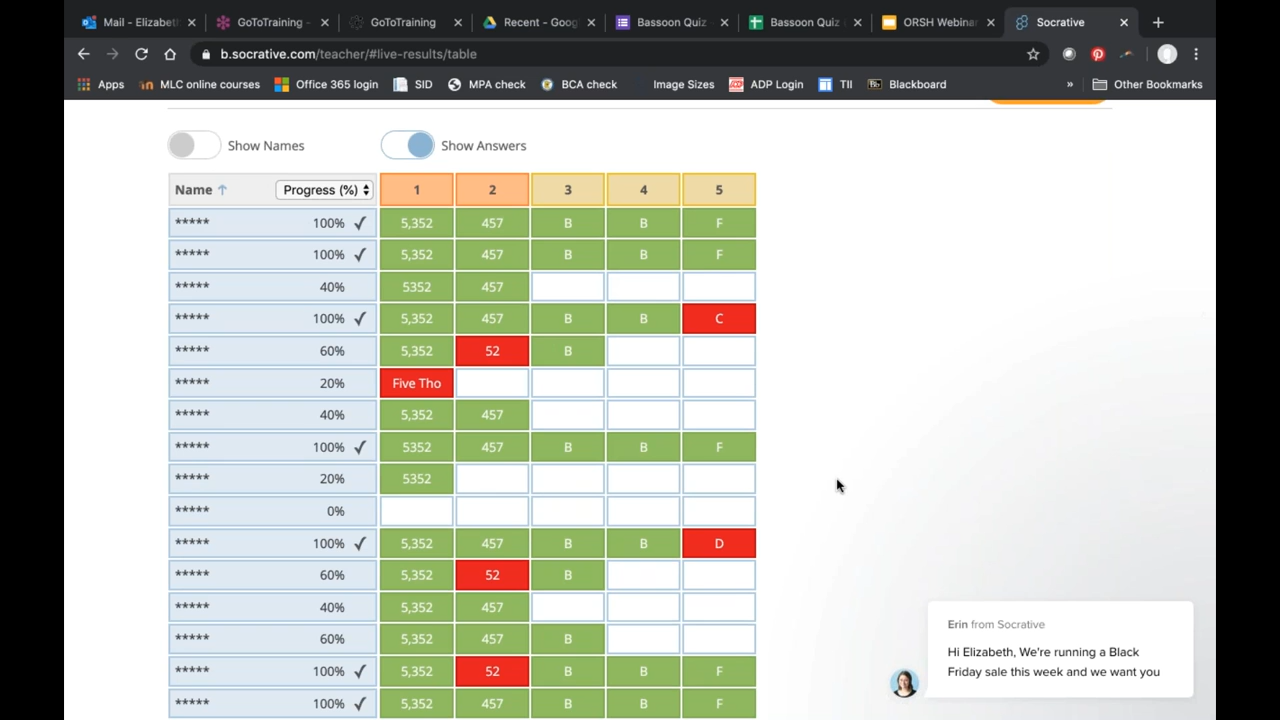 Mail - Elizabeth
GoToTraining -
GoToTraining
Recent - Goog
Bassoon Quiz
Bassoon Quiz
ORSH Webinar
Socrative
b.socrative.com/teacher/#live-results/table
Apps MLC online courses Office 365 login SID MPA check BCA check Image Sizes ADP Login TII Blackboard » Other Bookmarks
Show Names Show Answers
Name Progress (%) 1 2 3 4 5
***** 100% ✓ 5,352 457 B B F
***** 100% ✓ 5,352 457 B B F
***** 40% 5352 457
***** 100% ✓ 5,352 457 B B C
***** 60% 5,352 52 B
***** 20% Five Tho
***** 40% 5,352 457
***** 100% ✓ 5352 457 B B F
***** 20% 5352
***** 0%
***** 100% ✓ 5,352 457 B B D
***** 60% 5,352 52 B
***** 40% 5,352 457
***** 60% 5,352 457 B
***** 100% ✓ 5,352 52 B B F
***** 100% ✓ 5,352 457 B B F
Erin from Socrative
Hi Elizabeth, We're running a Black
Friday sale this week and we want you